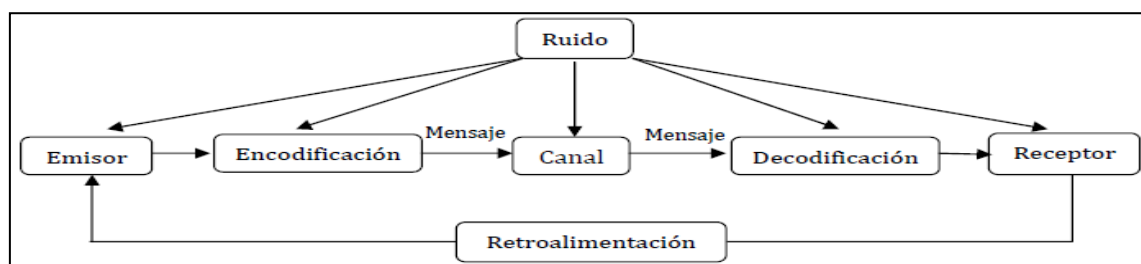 Ruido
Mensaje
Mensaje
Emisor
Encodificación
Canal
Decodificación
Receptor
Retroalimentación